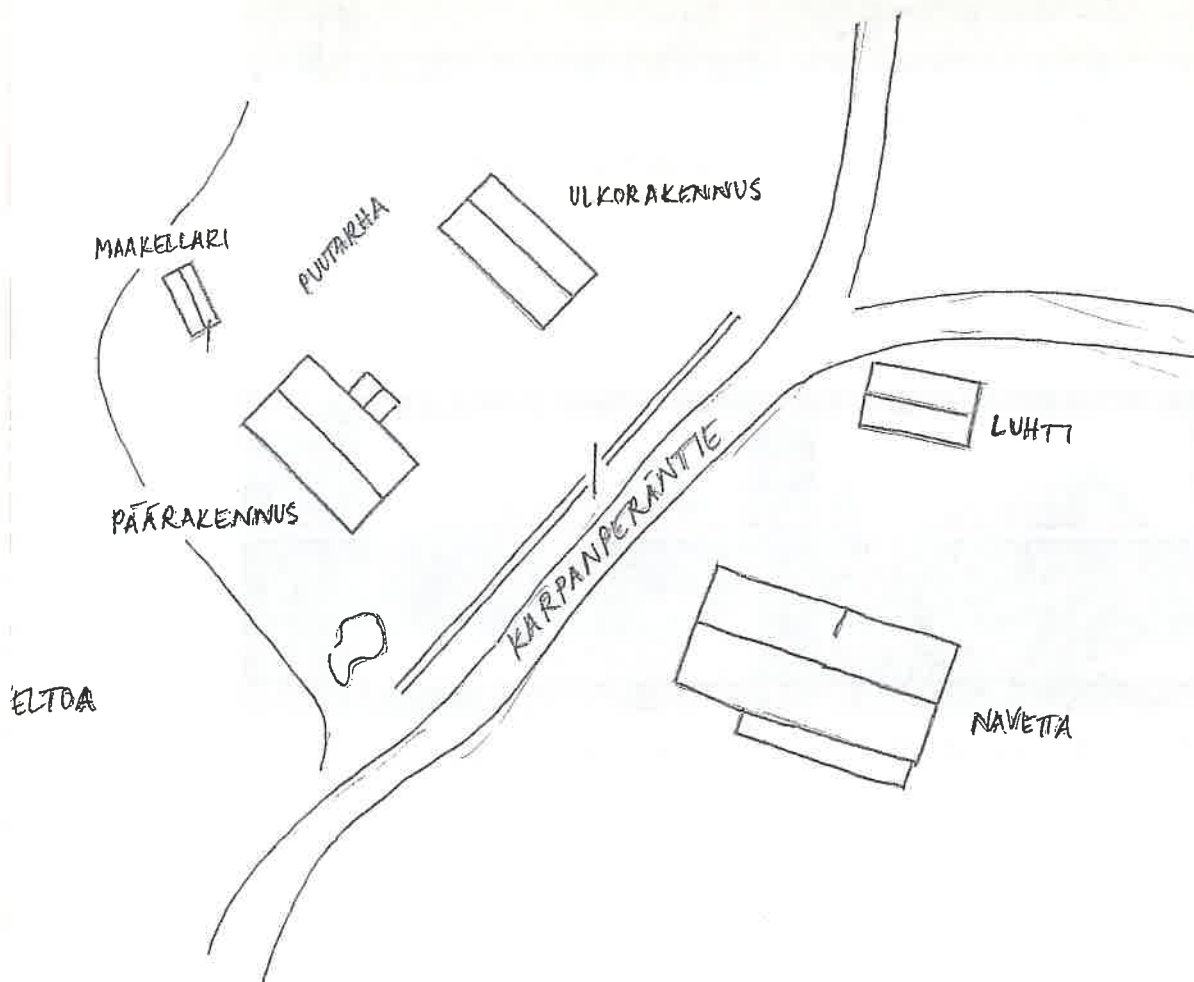 ULKORAKENNUS
MAAKELLARI
PUUTARHA
LUHTI
KARPANPERÄNTIE
PÄÄRAKENNUS
ELTOA
NAVETTA